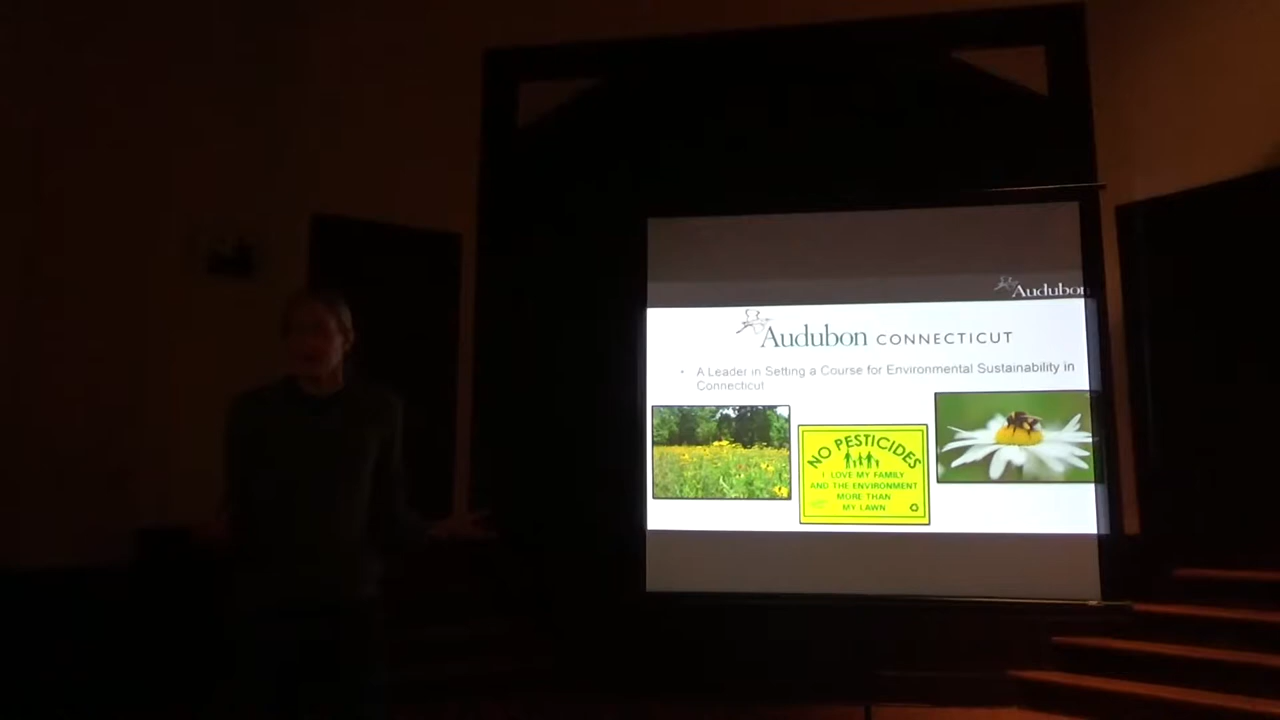 Audubon
Audubon CONNECTICUT
• A Leader in Setting a Course for Environmental Sustainability in
Connecticut
NO PESTICIDES
I LOVE MY FAMILY
AND THE ENVIRONMENT
MORE THAN
MY LAWN